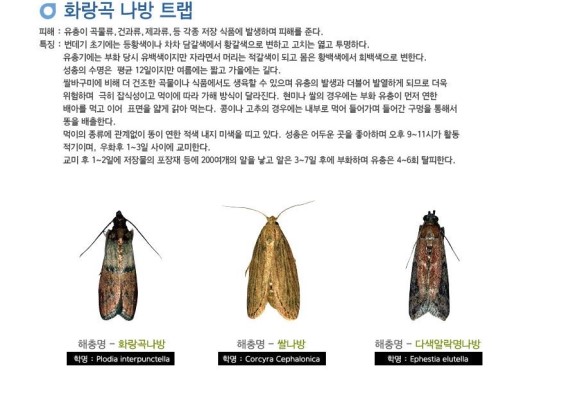 화랑곡 나방 트랩
피해 : 유충이 곡물류,건과류,제과류,등 각종 저장 식품에 발생하며 피해를 준다.
특징 : 번데기 초기에는 등황색이나 차차 담갈색에서 황갈색으로 변하고 고치는 엷고 투명하다.
유충기에는 부화 당시 유백색이지만 자라면서 머리는 적갈색이 되고 몸은 황백색에서 회백색으로 변한다.
성충의 수명은 평균 12일이지만 여름에는 짧고 가을에는 길다.
쌀바구미에 비해 더 건조한 곡물이나 식품에서도 생육할 수 있으며 유충의 발생과 더불어 발열하게 되므로 더욱
위험하며 극히 잡식성이고 먹이에 따라 가해 방식이 달라진다. 현미나 쌀의 경우에는 부화 유충이 먼저 연한
배아를 먹고 이어 표면을 얇게 갉아 먹는다. 콩이나 고추의 경우에는 내부로 먹어 들어가며 들어간 구멍을 통해서
똥을 배출한다.
먹이의 종류에 관계없이 똥이 연한 적색 내지 미색을 띠고 있다. 성충은 어두운 곳을 좋아하며 오후 9~11시가 활동
적기이며, 우화후 1~3일 사이에 교미한다.
교미 후 1~2일에 저장물의 포장재 등에 200여개의 알을 낳고 알은 3~7일 후에 부화하며 유충은 4~6회 탈피한다.
해충명 - 화랑곡나방
학명 : Plodia interpunctella
해충명 - 쌀나방
학명 : Corcyra Cephalonica
해충명 - 다색알락명나방
학명 : Ephestia elutella